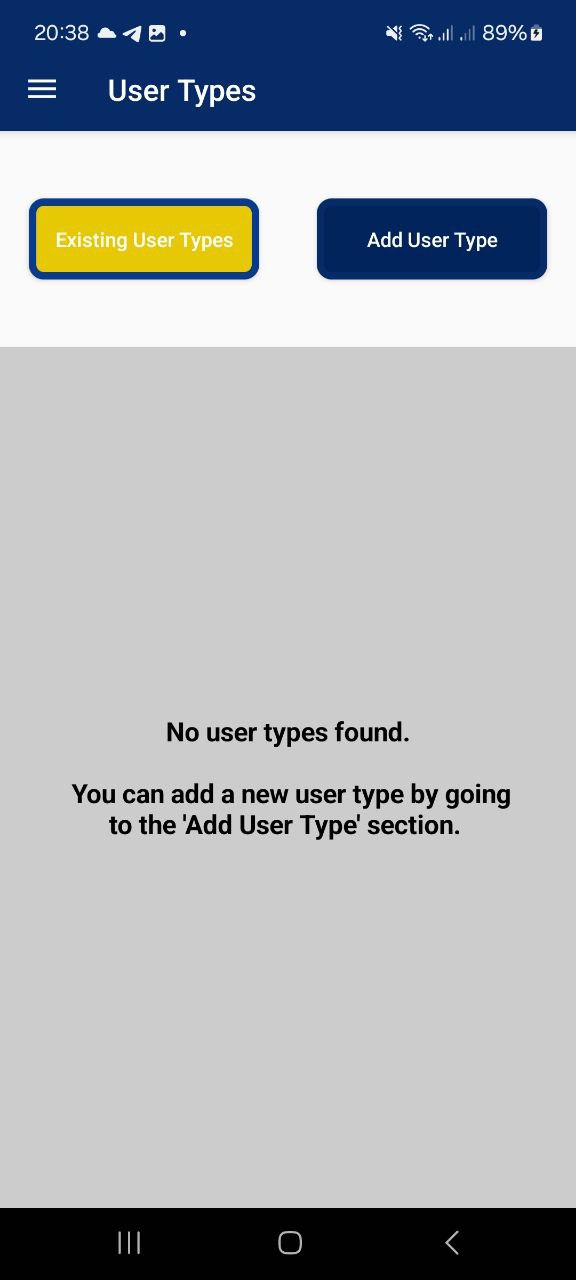 20:38 89%
User Types
Existing User Types
Add User Type
No user types found.
You can add a new user type by going
to the 'Add User Type' section.